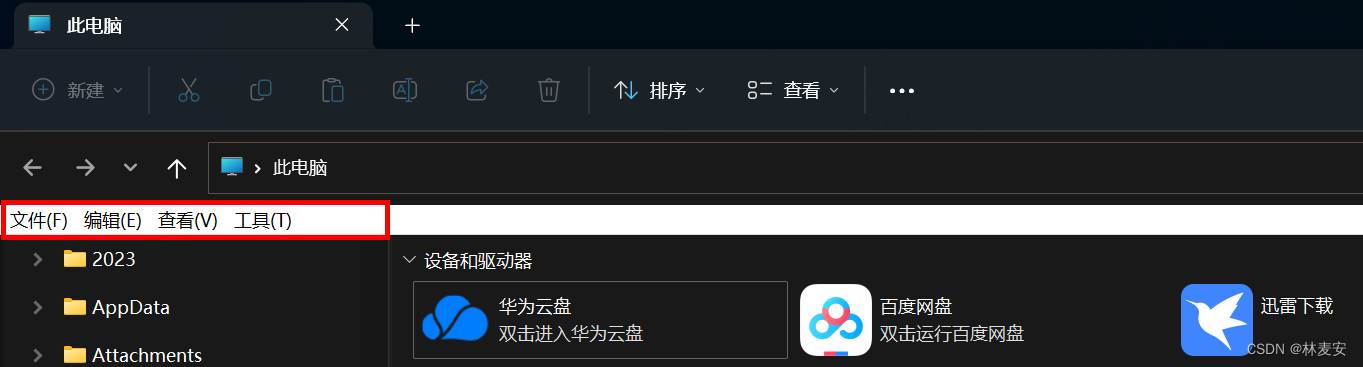 此电脑
新建
排序
查看
此电脑
文件(F) 编辑(E) 查看(V) 工具(T)
2023
AppData
Attachments
设备和驱动器
华为云盘
双击进入华为云盘
百度网盘
双击运行百度网盘
迅雷下载
CSDN @林麦安